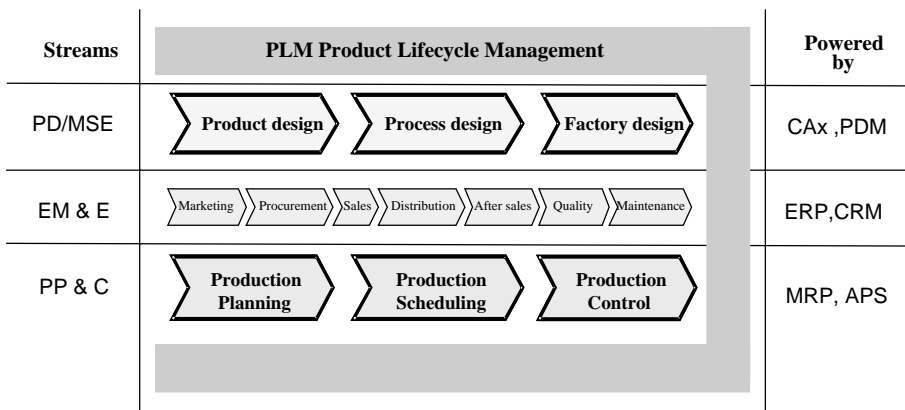 Streams
PLM Product Lifecycle Management
Powered
by
PD/MSE
Product design
Process design
Factory design
CAx ,PDM
EM & E
Marketing
Procurement
Sales
Distribution
After sales
Quality
Maintenance
ERP,CRM
PP & C
Production
Planning
Production
Scheduling
Production
Control
MRP, APS